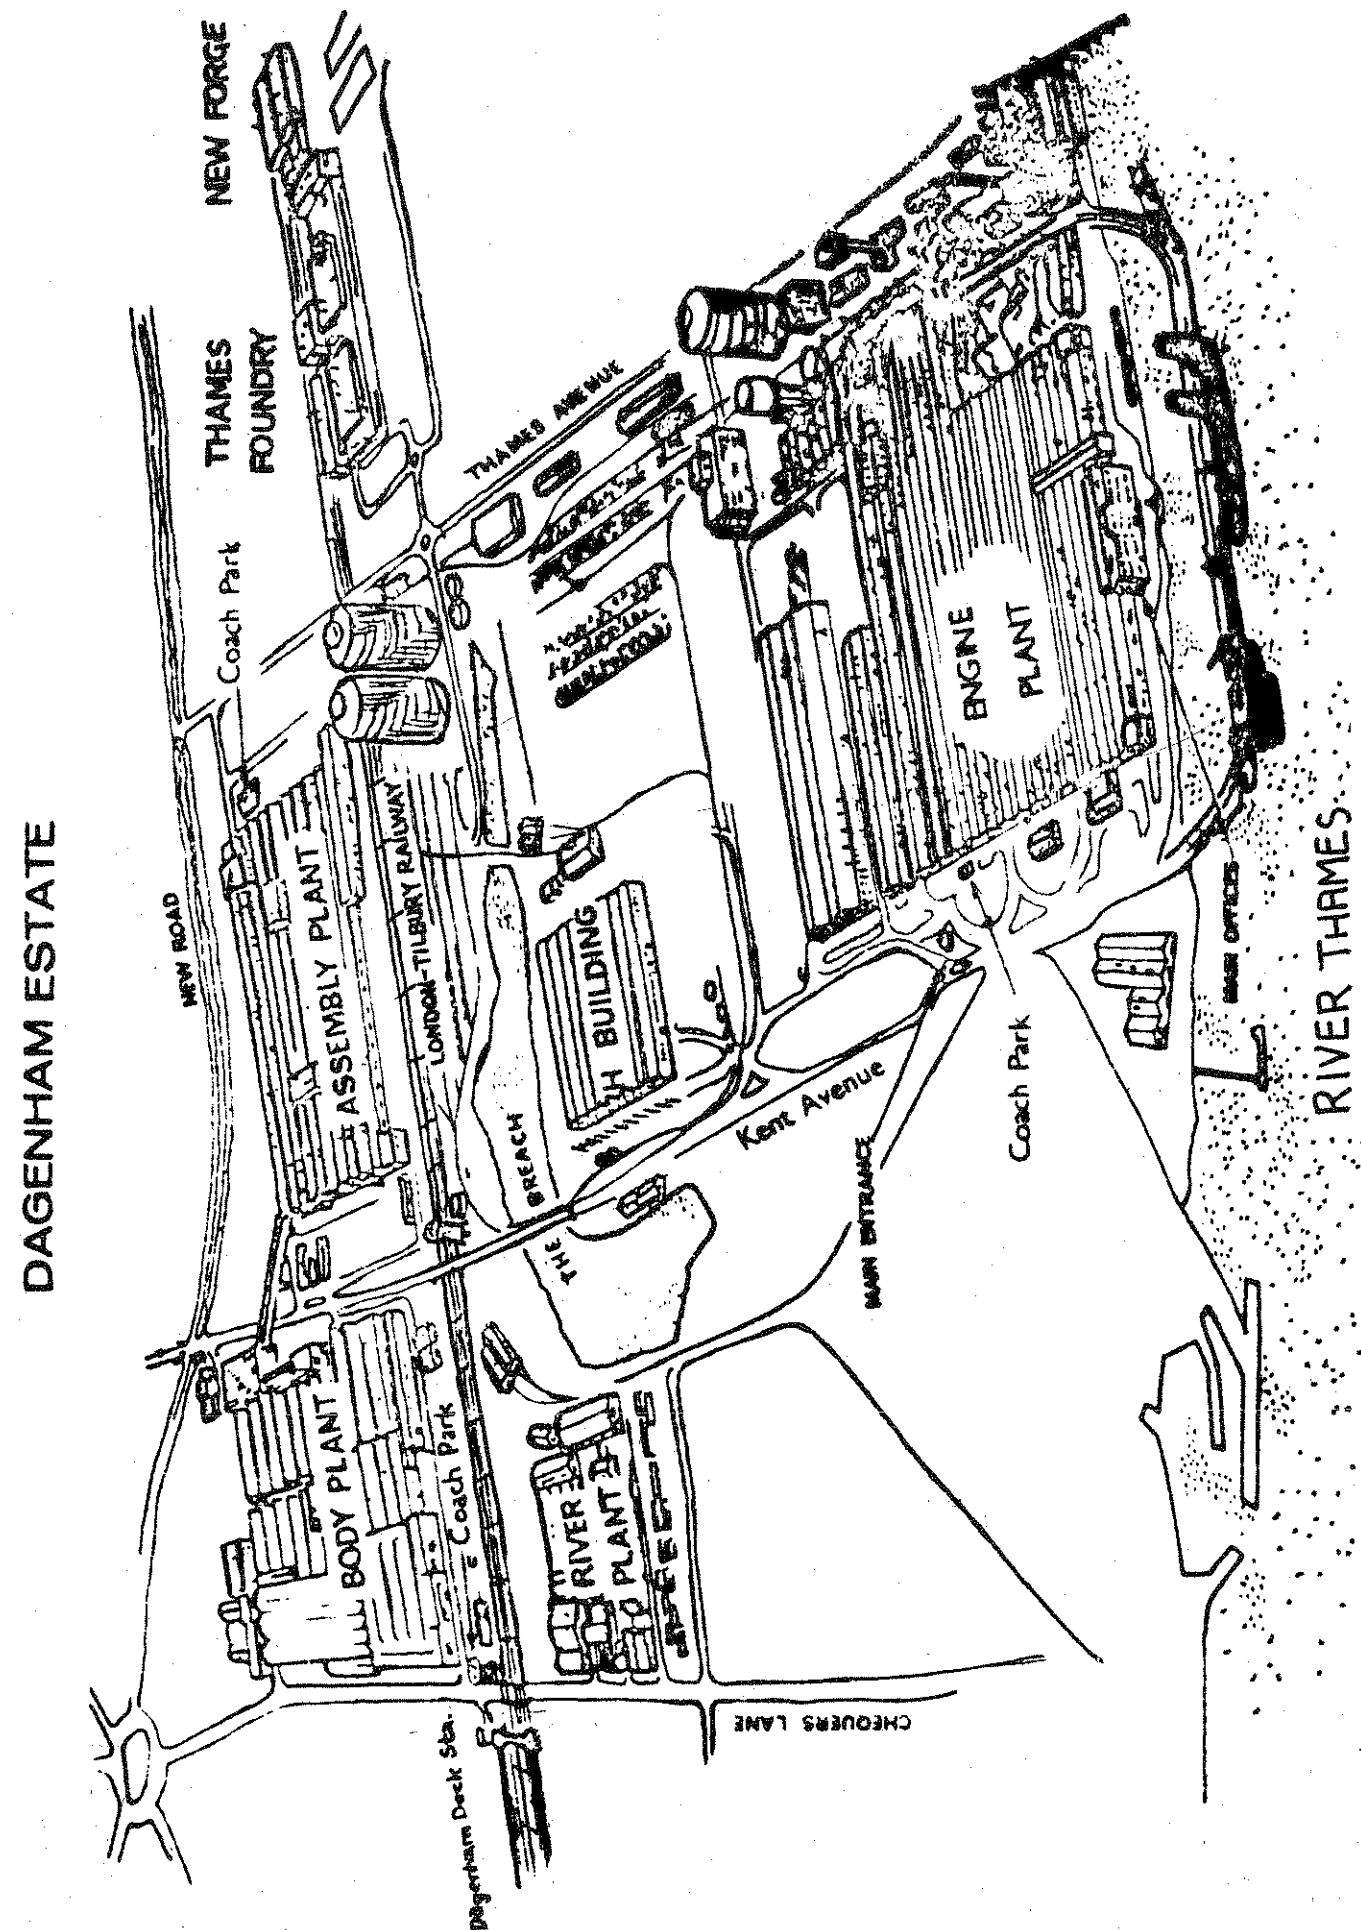 DAGENHAM ESTATE
NEW ROAD
Coach Park
THAMES
FOUNDRY
NEW FORGE
BODY PLANT
ASSEMBLY PLANT
LONDON-TILBURY RAILWAY
THAMES AVENUE
Coach Park
Dagenham Dock Sta.
RIVER
PLANT
THE
BREACH
BUILDING
CHEQUERS LANE
Kent Avenue
MAIN ENTRANCE
ENGINE
PLANT
Coach Park
MAIN OFFICES
RIVER THAMES